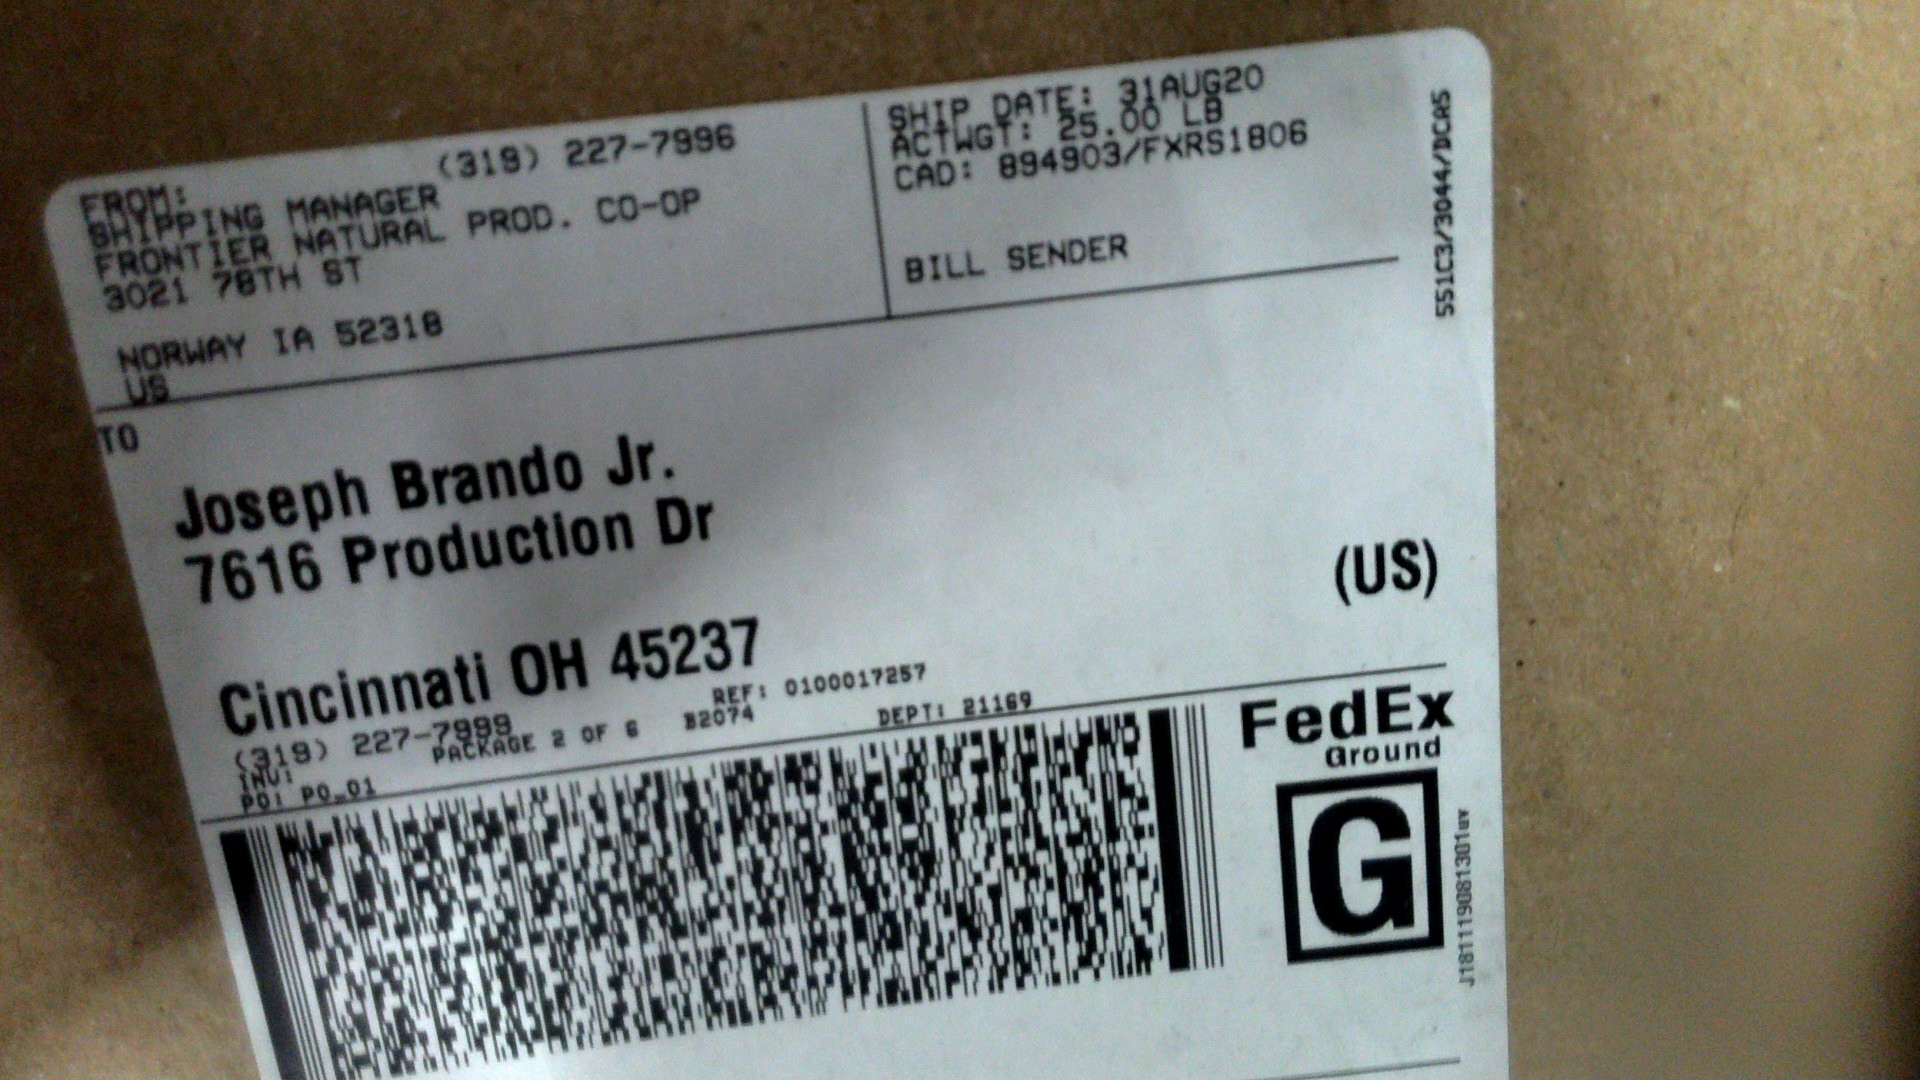 FROM: (319) 227-7996
SHIPPING MANAGER
FRONTIER NATURAL PROD. CO-OP
3021 78TH ST
NORWAY IA 52318
US
SHIP DATE: 31AUG20
ACTWGT: 25.00 LB
CAD: 894903/FXRS1806
BILL SENDER
551C3/3044/DCA5
TO
Joseph Brando Jr.
7616 Production Dr
(US)
Cincinnati OH 45237
REF: 0100017257
(319) 227-7999
PACKAGE 2 OF 6 B2074 DEPT: 21169
INV:
PO: PO_01
FedEx
Ground
G
J181119081301uv